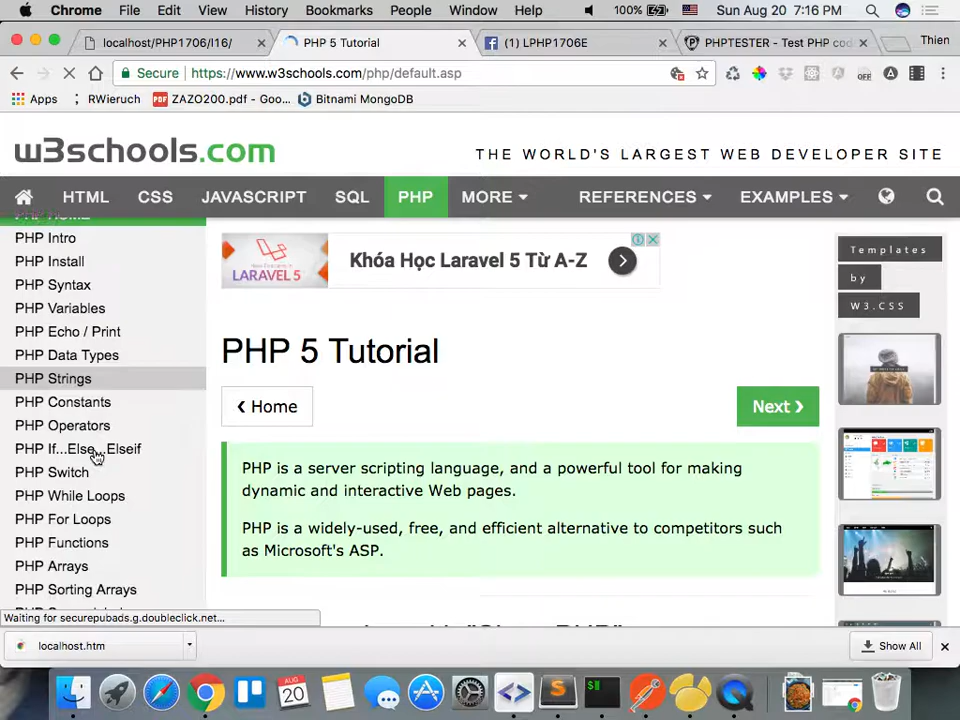 Chrome File Edit View History Bookmarks People Window Help 100% Sun Aug 20 7:16 PM
localhost/PHP1706/l16/ PHP 5 Tutorial (1) LPHP1706E PHPTESTER - Test PHP cod Thien
Secure https://www.w3schools.com/php/default.asp
Apps RWieruch ZAZO200.pdf - Goo... Bitnami MongoDB
w3schools.com
THE WORLD'S LARGEST WEB DEVELOPER SITE
HTML CSS JAVASCRIPT SQL PHP MORE REFERENCES EXAMPLES
PHP Intro
PHP Install
PHP Syntax
PHP Variables
PHP Echo / Print
PHP Data Types
PHP Strings
PHP Constants
PHP Operators
PHP If...Else...Elseif
PHP Switch
PHP While Loops
PHP For Loops
PHP Functions
PHP Arrays
PHP Sorting Arrays
LARAVEL 5
Khóa Học Laravel 5 Từ A-Z
PHP 5 Tutorial
❮ Home
Next ❯
PHP is a server scripting language, and a powerful tool for making
dynamic and interactive Web pages.
PHP is a widely-used, free, and efficient alternative to competitors such
as Microsoft's ASP.
Templates
by
W3.CSS
Waiting for securepubads.g.doubleclick.net...
localhost.htm
Show All
AUG
20